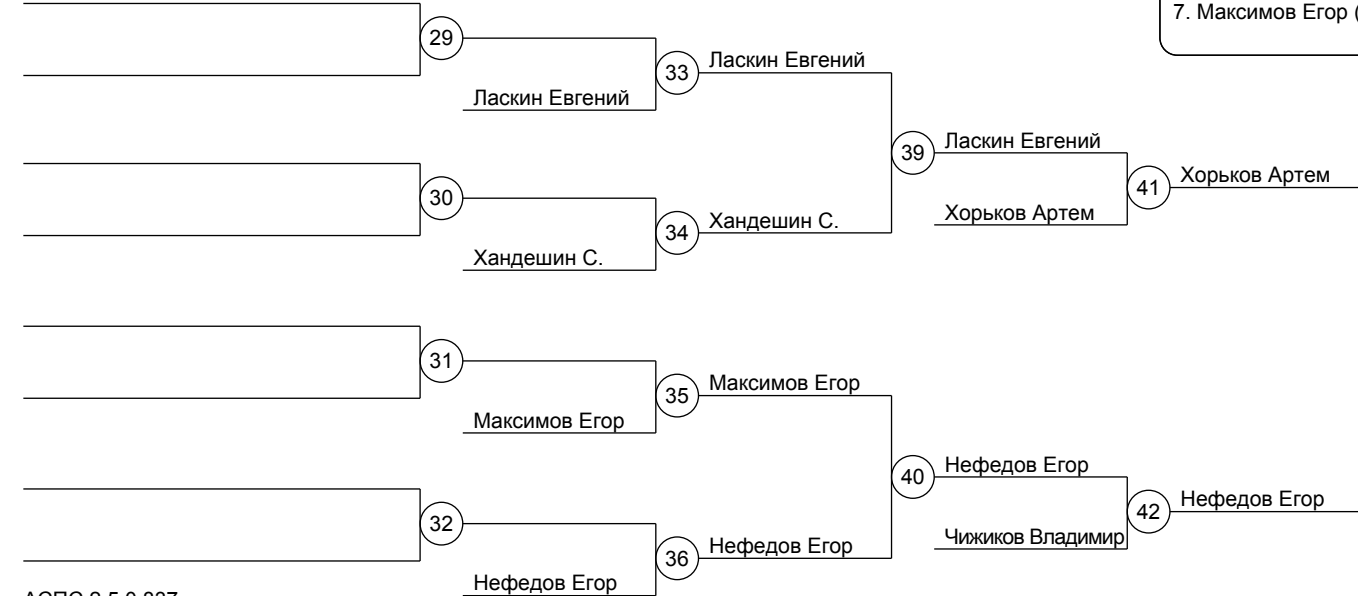 7. Максимов Егор (
29
Ласкин Евгений
33
Ласкин Евгений
Ласкин Евгений
39
Ласкин Евгений
Хорьков Артем
41
Хорьков Артем
30
Хандешин С.
34
Хандешин С.
31
Максимов Егор
35
Максимов Егор
40
Нефедов Егор
Чижиков Владимир
42
Нефедов Егор
32
Нефедов Егор
36
Нефедов Егор